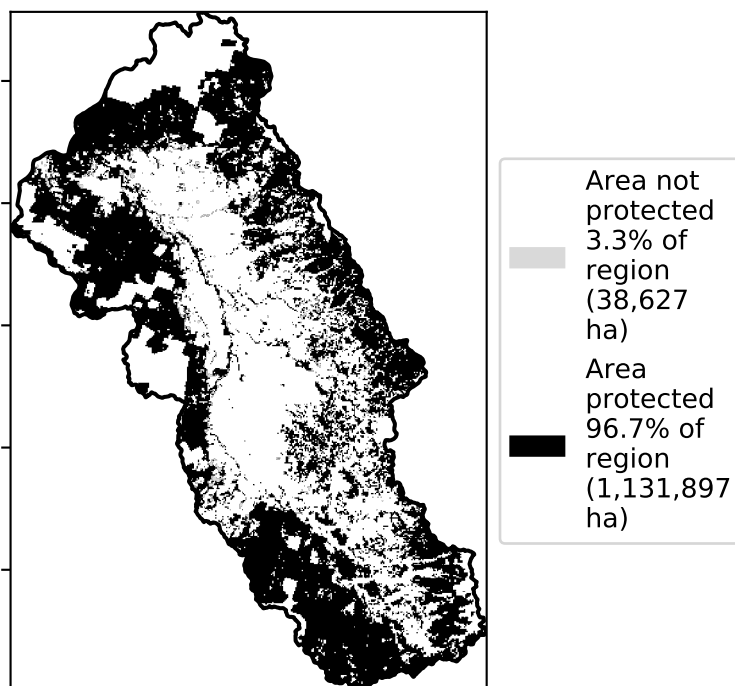 Area not
protected
3.3% of
region
(38,627
ha)
Area
protected
96.7% of
region
(1,131,897
ha)